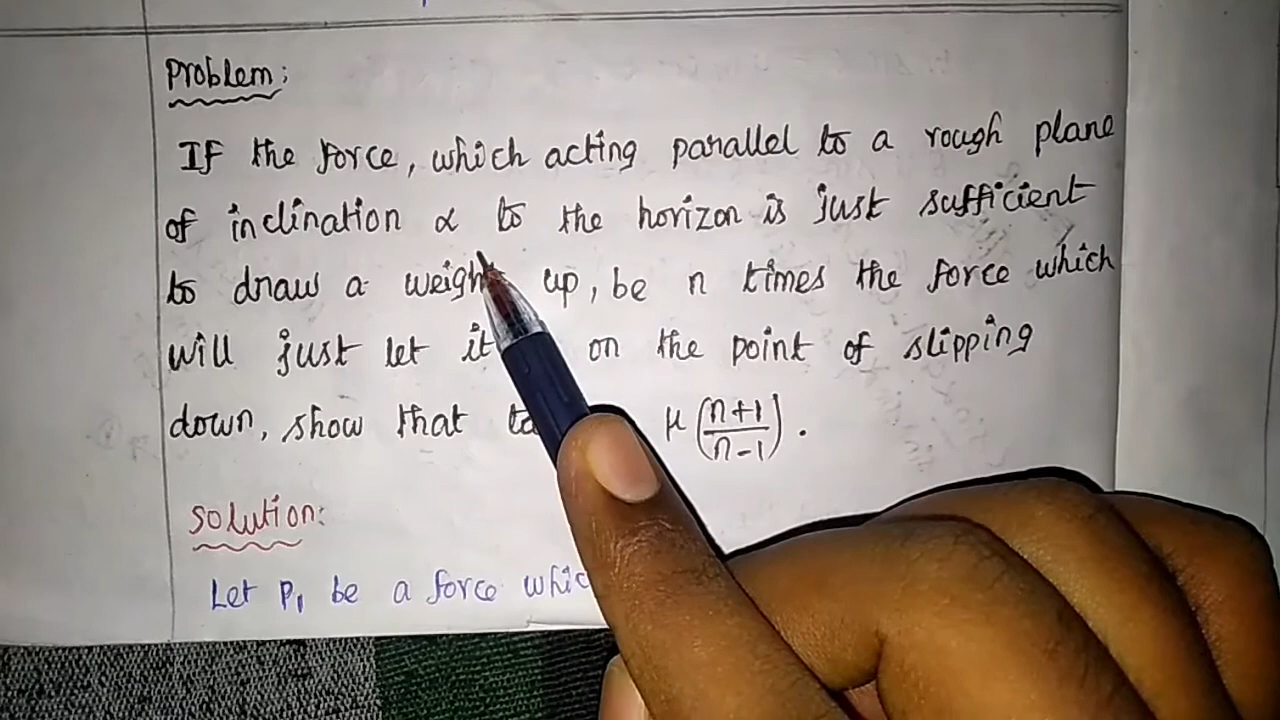 Problem:
If the force, which acting parallel to a rough plane
of inclination α to the horizon is just sufficient
to draw a weight up, be n times the force which
will just let it on the point of slipping
down, show that μ(n+1/n-1).
Solution:
Let P₁ be a force